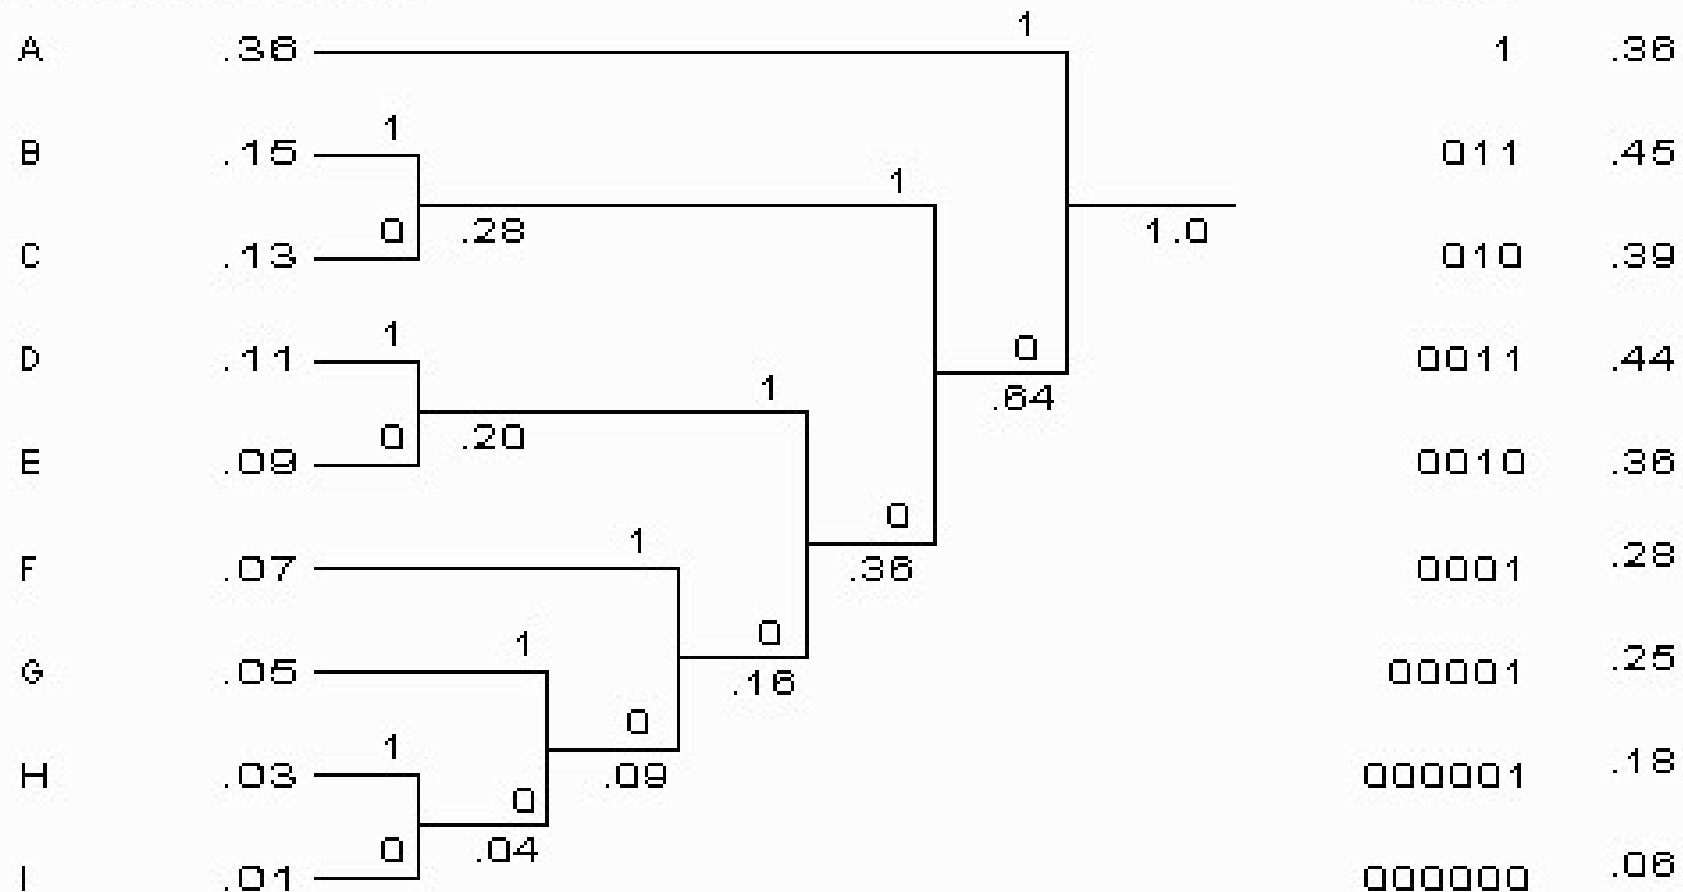 1
A .36 1 .36
1
B .15 011 .45
1
0 .28 1.0
C .13 010 .39
1
0
D .11 0011 .44
1
.64
0 .20
E .09 0010 .36
0
1
F .07 .36 0001 .28
0
1
G .05 00001 .25
.16
0
1
H .03 .09 000001 .18
0
0 .04
I .01 000000 .06